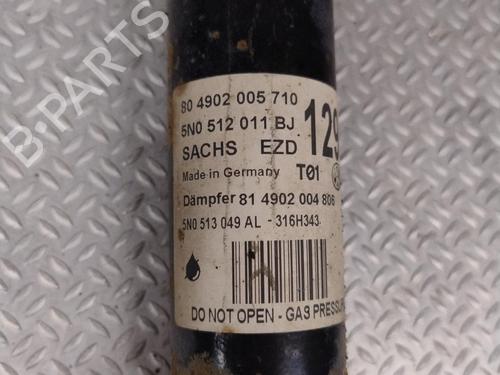 80 4902 005 710
5N0 512 011 BJ 129
SACHS EZD
Made in Germany T01
Dämpfer 81 4902 004 806
5N0 513 049 AL - 316H343
DO NOT OPEN - GAS
B-PARTS